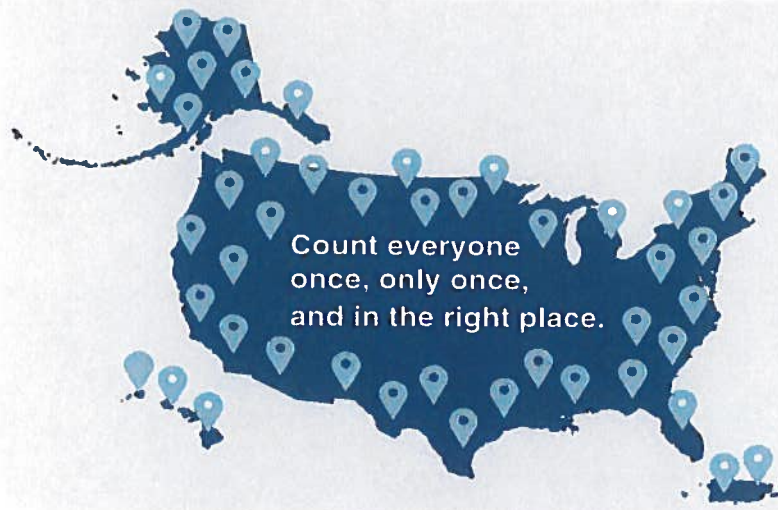 Count everyone
once, only once,
and in the right place.